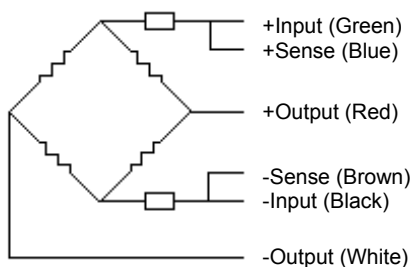 +Input (Green)
+Sense (Blue)
+Output (Red)
-Sense (Brown)
-Input (Black)
-Output (White)